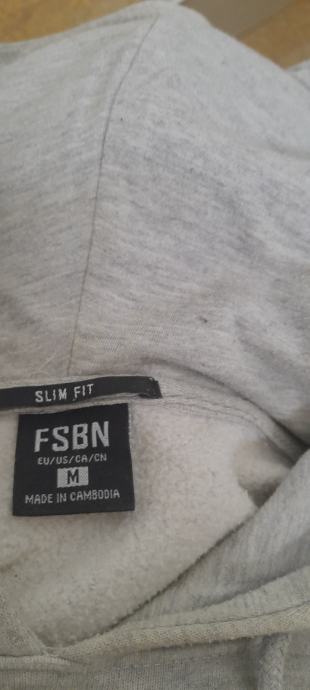 SLIM FIT
FSBN
EU/US/CA/CN
M
MADE IN CAMBODIA